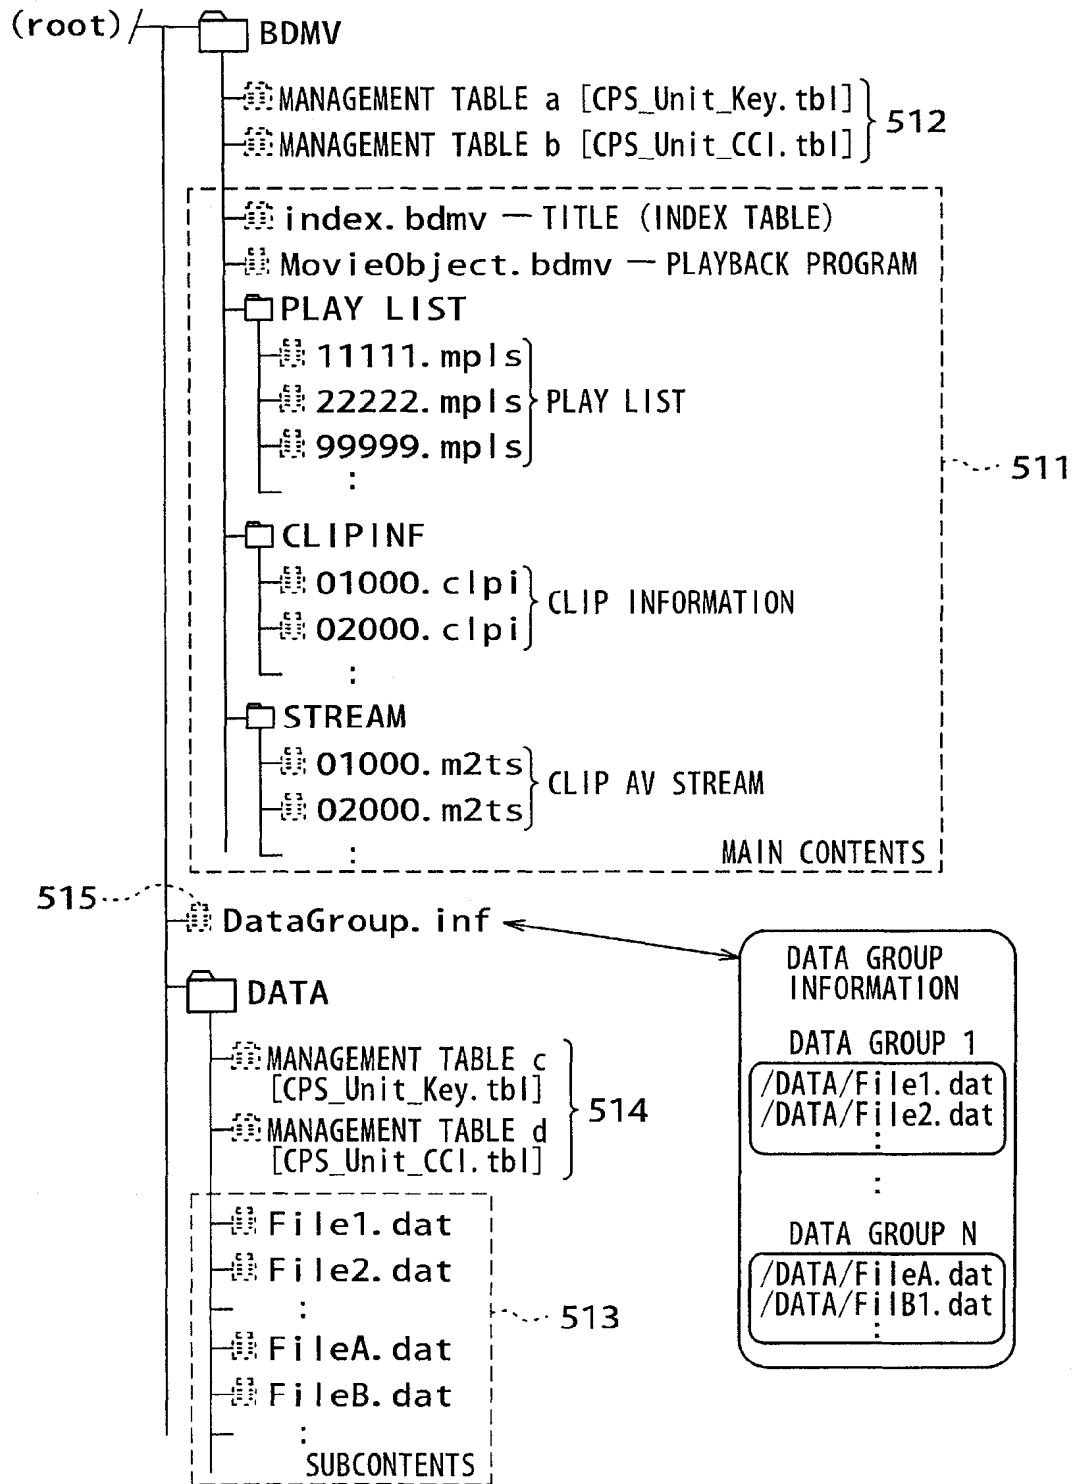 (root)/
BDMV
MANAGEMENT TABLE a [CPS_Unit_Key.tbl]
MANAGEMENT TABLE b [CPS_Unit_CCI.tbl]
512
index.bdmv — TITLE (INDEX TABLE)
MovieObject.bdmv — PLAYBACK PROGRAM
PLAY LIST
11111.mpls
22222.mpls
99999.mpls
:
PLAY LIST
511
CLIPINF
01000.clpi
02000.clpi
:
CLIP INFORMATION
STREAM
01000.m2ts
02000.m2ts
:
CLIP AV STREAM
MAIN CONTENTS
515
DataGroup.inf
DATA
MANAGEMENT TABLE c
[CPS_Unit_Key.tbl]
MANAGEMENT TABLE d
[CPS_Unit_CCI.tbl]
514
File1.dat
File2.dat
:
FileA.dat
FileB.dat
:
SUBCONTENTS
513
DATA GROUP
INFORMATION
DATA GROUP 1
/DATA/File1.dat
/DATA/File2.dat
:
:
DATA GROUP N
/DATA/FileA.dat
/DATA/FilB1.dat
: